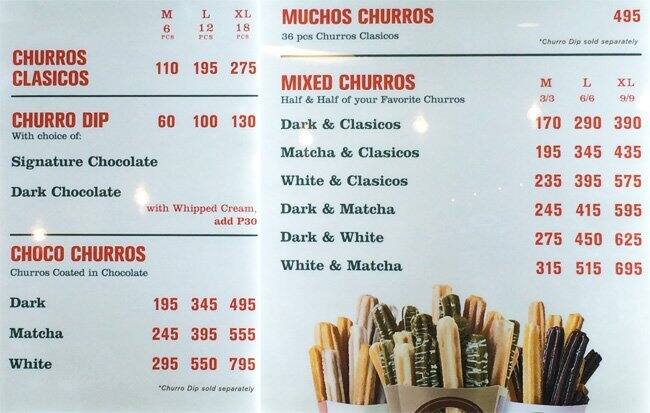 M L XL
6 12 18
PCS PCS PCS
CHURROS
CLASICOS 110 195 275
CHURRO DIP 60 100 130
With choice of:
Signature Chocolate
Dark Chocolate
with Whipped Cream,
add P30
CHOCO CHURROS
Churros Coated in Chocolate
Dark 195 345 495
Matcha 245 395 555
White 295 550 795
*Churro Dip sold separately
MUCHOS CHURROS 495
36 pcs Churros Clasicos
*Churro Dip sold separately
MIXED CHURROS M L XL
Half & Half of your Favorite Churros 3/3 6/6 9/9
Dark & Clasicos 170 290 390
Matcha & Clasicos 195 345 435
White & Clasicos 235 395 575
Dark & Matcha 245 415 595
Dark & White 275 450 625
White & Matcha 315 515 695